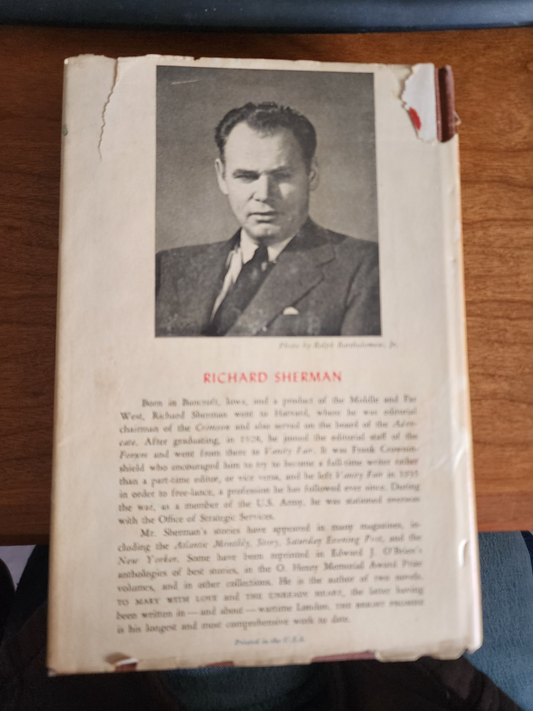 Photo by Ralph Bartholomew, Jr.
RICHARD SHERMAN
Born in Bancroft, Iowa, and a product of the Middle and Far
West, Richard Sherman went to Harvard, where he was editorial
chairman of the Crimson and also served on the board of the Advo-
cate. After graduating, in 1928, he joined the editorial staff of the
Forum and went from there to Vanity Fair. It was Frank Crownin-
shield who encouraged him to try to become a full-time writer rather
than a part-time editor, or vice versa, and he left Vanity Fair in 1935
in order to free-lance, a profession he has followed ever since. During
the war, as a member of the U.S. Army, he was stationed overseas
with the Office of Strategic Services.
Mr. Sherman's stories have appeared in many magazines, in-
cluding the Atlantic Monthly, Story, Saturday Evening Post, and the
New Yorker. Some have been reprinted in Edward J. O'Brien's
anthologies of best stories, in the O. Henry Memorial Award Prize
volumes, and in other collections. He is the author of two novels,
TO MARY WITH LOVE and THE UNREADY HEART, the latter having
been written in—and about—wartime London. THE BRIGHT PROMISE
is his longest and most comprehensive work to date.
Printed in the U.S.A.